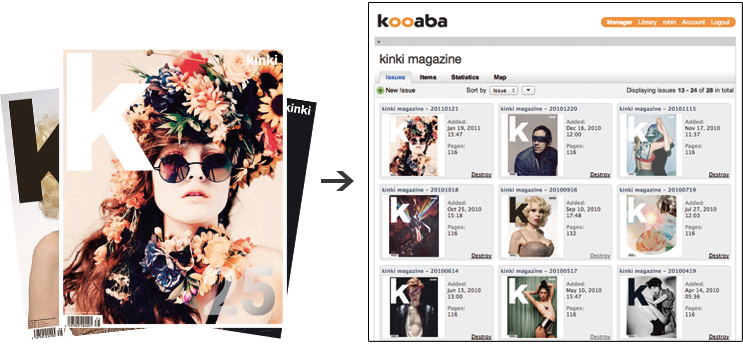 kinki
kinki
k
25
kooaba
Manager Library robin Account Logout
kinki magazine
Issues Items Statistics Map
New Issue Sort by Issue Displaying issues 13 - 24 of 28 in total
kinki magazine - 20110121
Added:
Jan 19, 2011
15:47
Pages:
116
Destroy
kinki magazine - 20101220
Added:
Dec 16, 2010
12:00
Pages:
116
Destroy
kinki magazine - 20101115
Added:
Nov 17, 2010
11:37
Pages:
116
Destroy
kinki magazine - 20101018
Added:
Oct 25, 2010
15:18
Pages:
116
Destroy
kinki magazine - 20100916
Added:
Sep 10, 2010
17:48
Pages:
132
Destroy
kinki magazine - 20100719
Added:
Jul 27, 2010
12:03
Pages:
116
Destroy
kinki magazine - 20100614
Added:
Jun 15, 2010
13:00
Pages:
116
Destroy
kinki magazine - 20100517
Added:
May 10, 2010
15:47
Pages:
116
Destroy
kinki magazine - 20100419
Added:
Apr 14, 2010
05:36
Pages:
116
Destroy